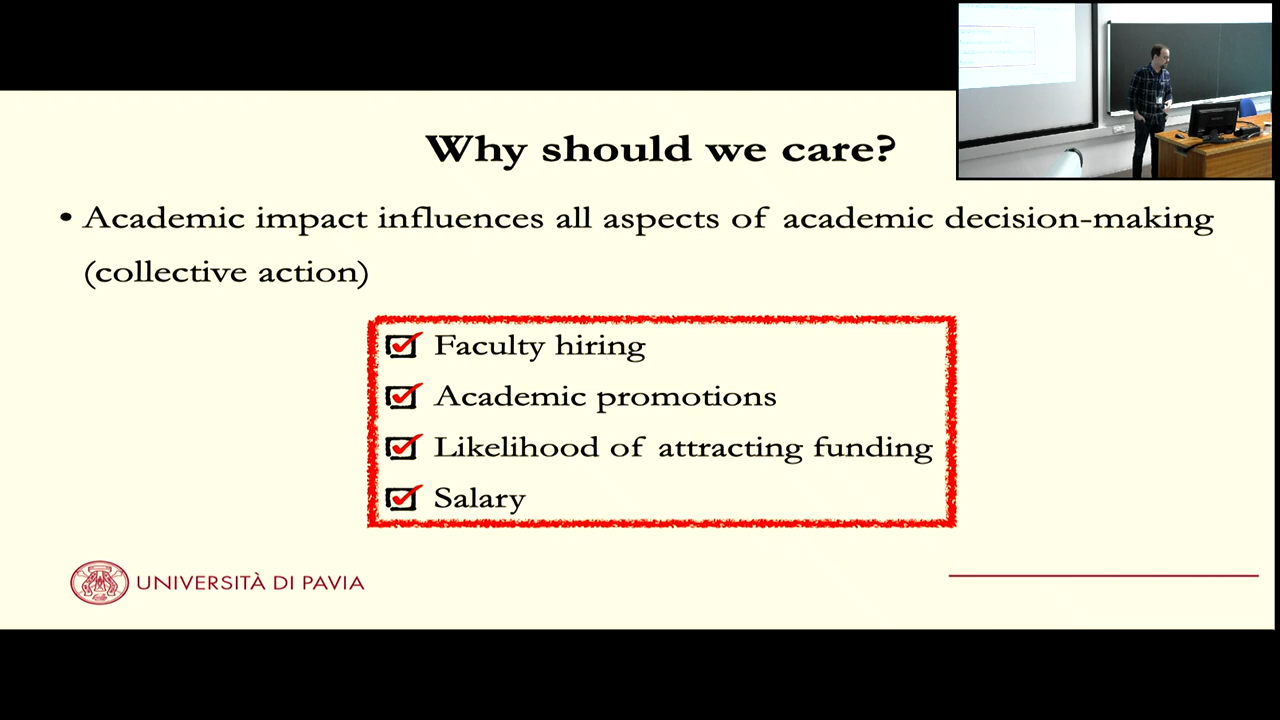 Why should we care?
• Academic impact influences all aspects of academic decision-making
(collective action)
Faculty hiring
Academic promotions
Likelihood of attracting funding
Salary
UNIVERSITÀ DI PAVIA